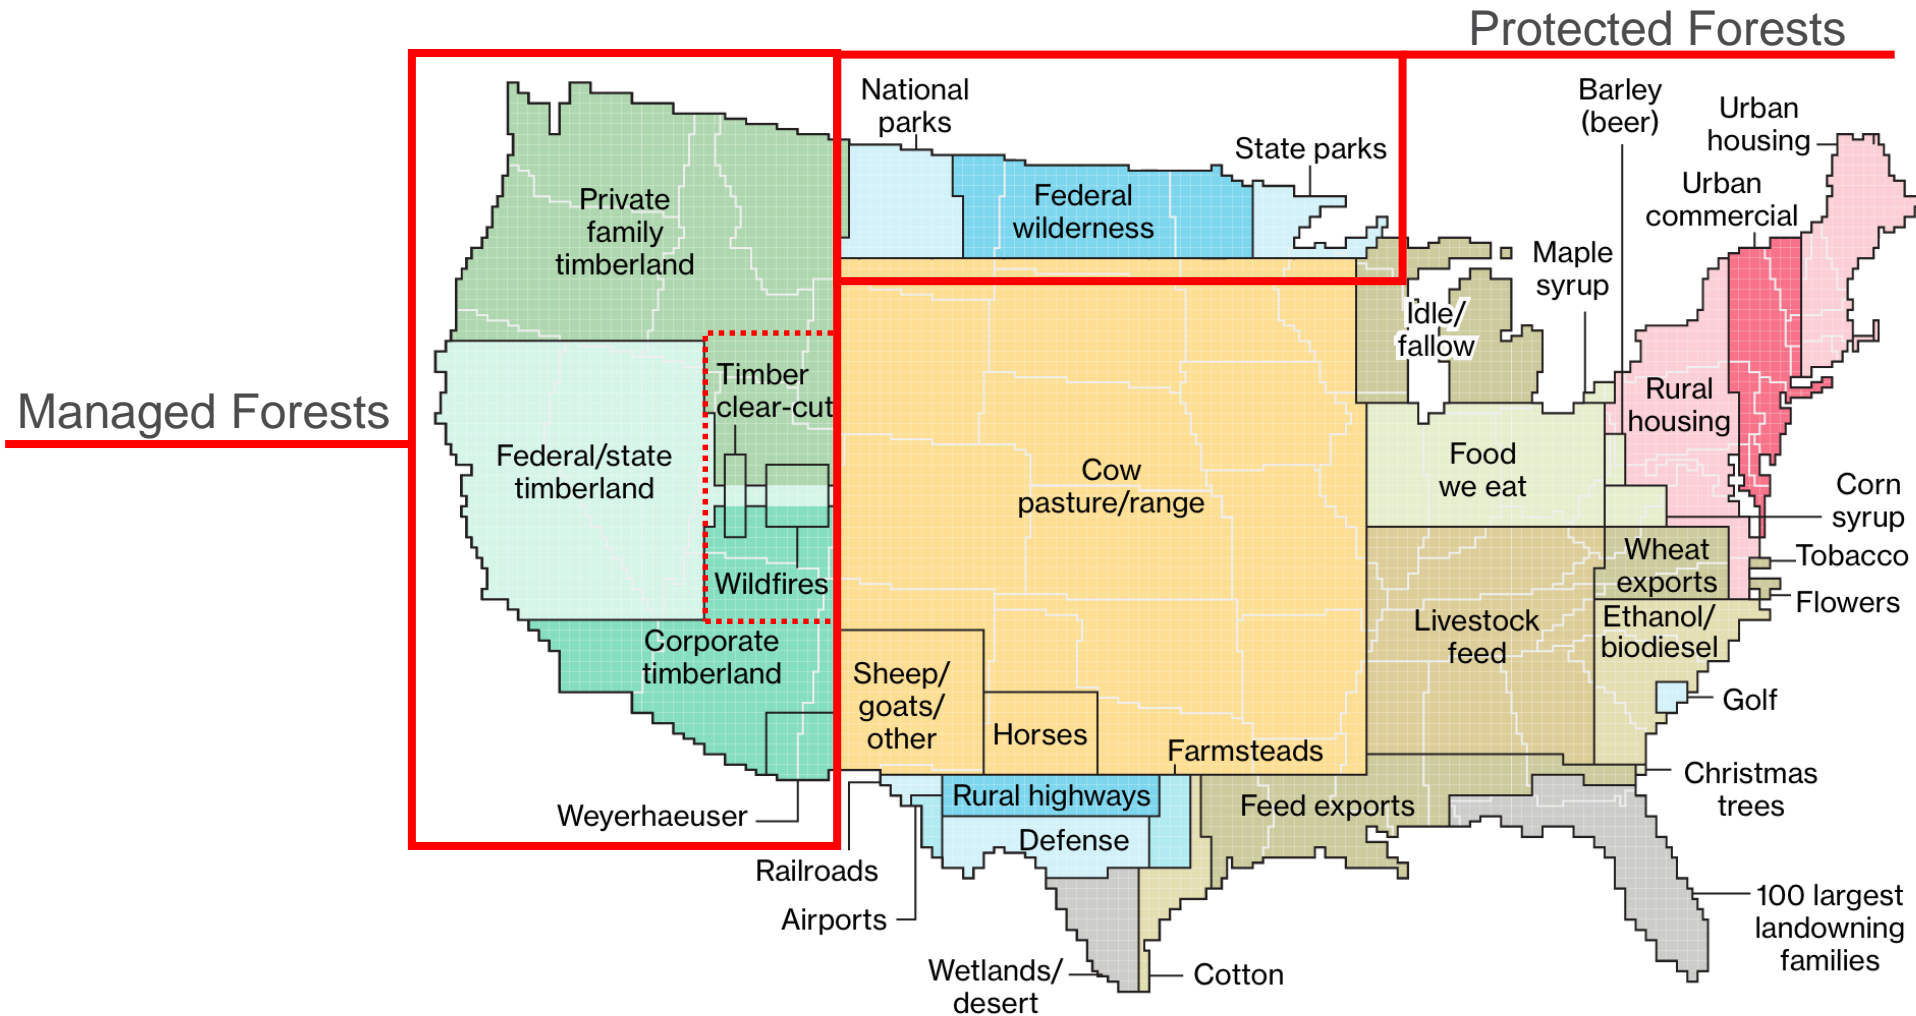 Protected Forests
Managed Forests
National
parks
State parks
Federal
wilderness
Private
family
timberland
Timber
clear-cut
Federal/state
timberland
Wildfires
Corporate
timberland
Weyerhaeuser
Cow
pasture/range
Sheep/
goats/
other
Horses
Farmsteads
Railroads
Airports
Rural highways
Defense
Wetlands/
desert
Cotton
Feed exports
Idle/
fallow
Maple
syrup
Barley
(beer)
Urban
housing
Urban
commercial
Rural
housing
Food
we eat
Corn
syrup
Wheat
exports
Tobacco
Flowers
Livestock
feed
Ethanol/
biodiesel
Golf
Christmas
trees
100 largest
landowning
families